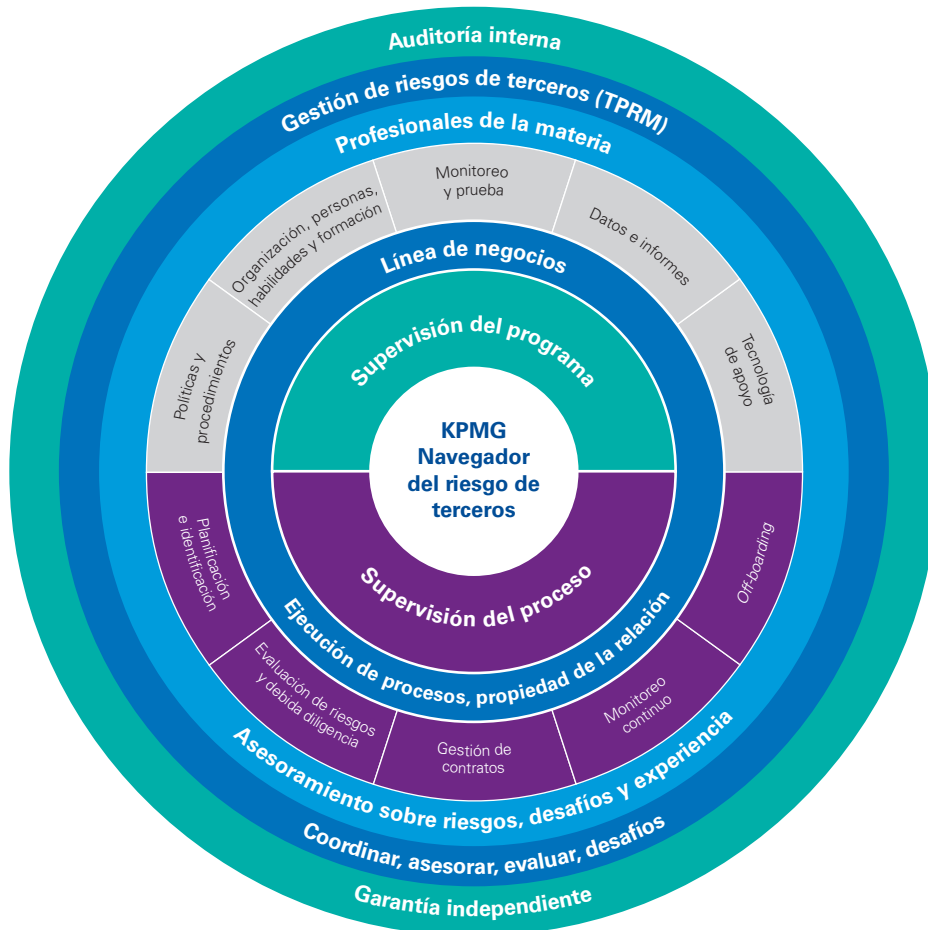 Auditoría interna
Gestión de riesgos de terceros (TPRM)
Profesionales de la materia
Políticas y
procedimientos
Organización, personas,
habilidades y formación
Monitoreo
y prueba
Datos e informes
Tecnología
de apoyo
Línea de negocios
Supervisión del programa
KPMG
Navegador
del riesgo de
terceros
Supervisión del proceso
Ejecución de procesos, propiedad de la relación
Planificación
e identificación
Evaluación de riesgos
y debida diligencia
Gestión de
contratos
Monitoreo
continuo
Off-boarding
Asesoramiento sobre riesgos, desafíos y experiencia
Coordinar, asesorar, evaluar, desafíos
Garantía independiente